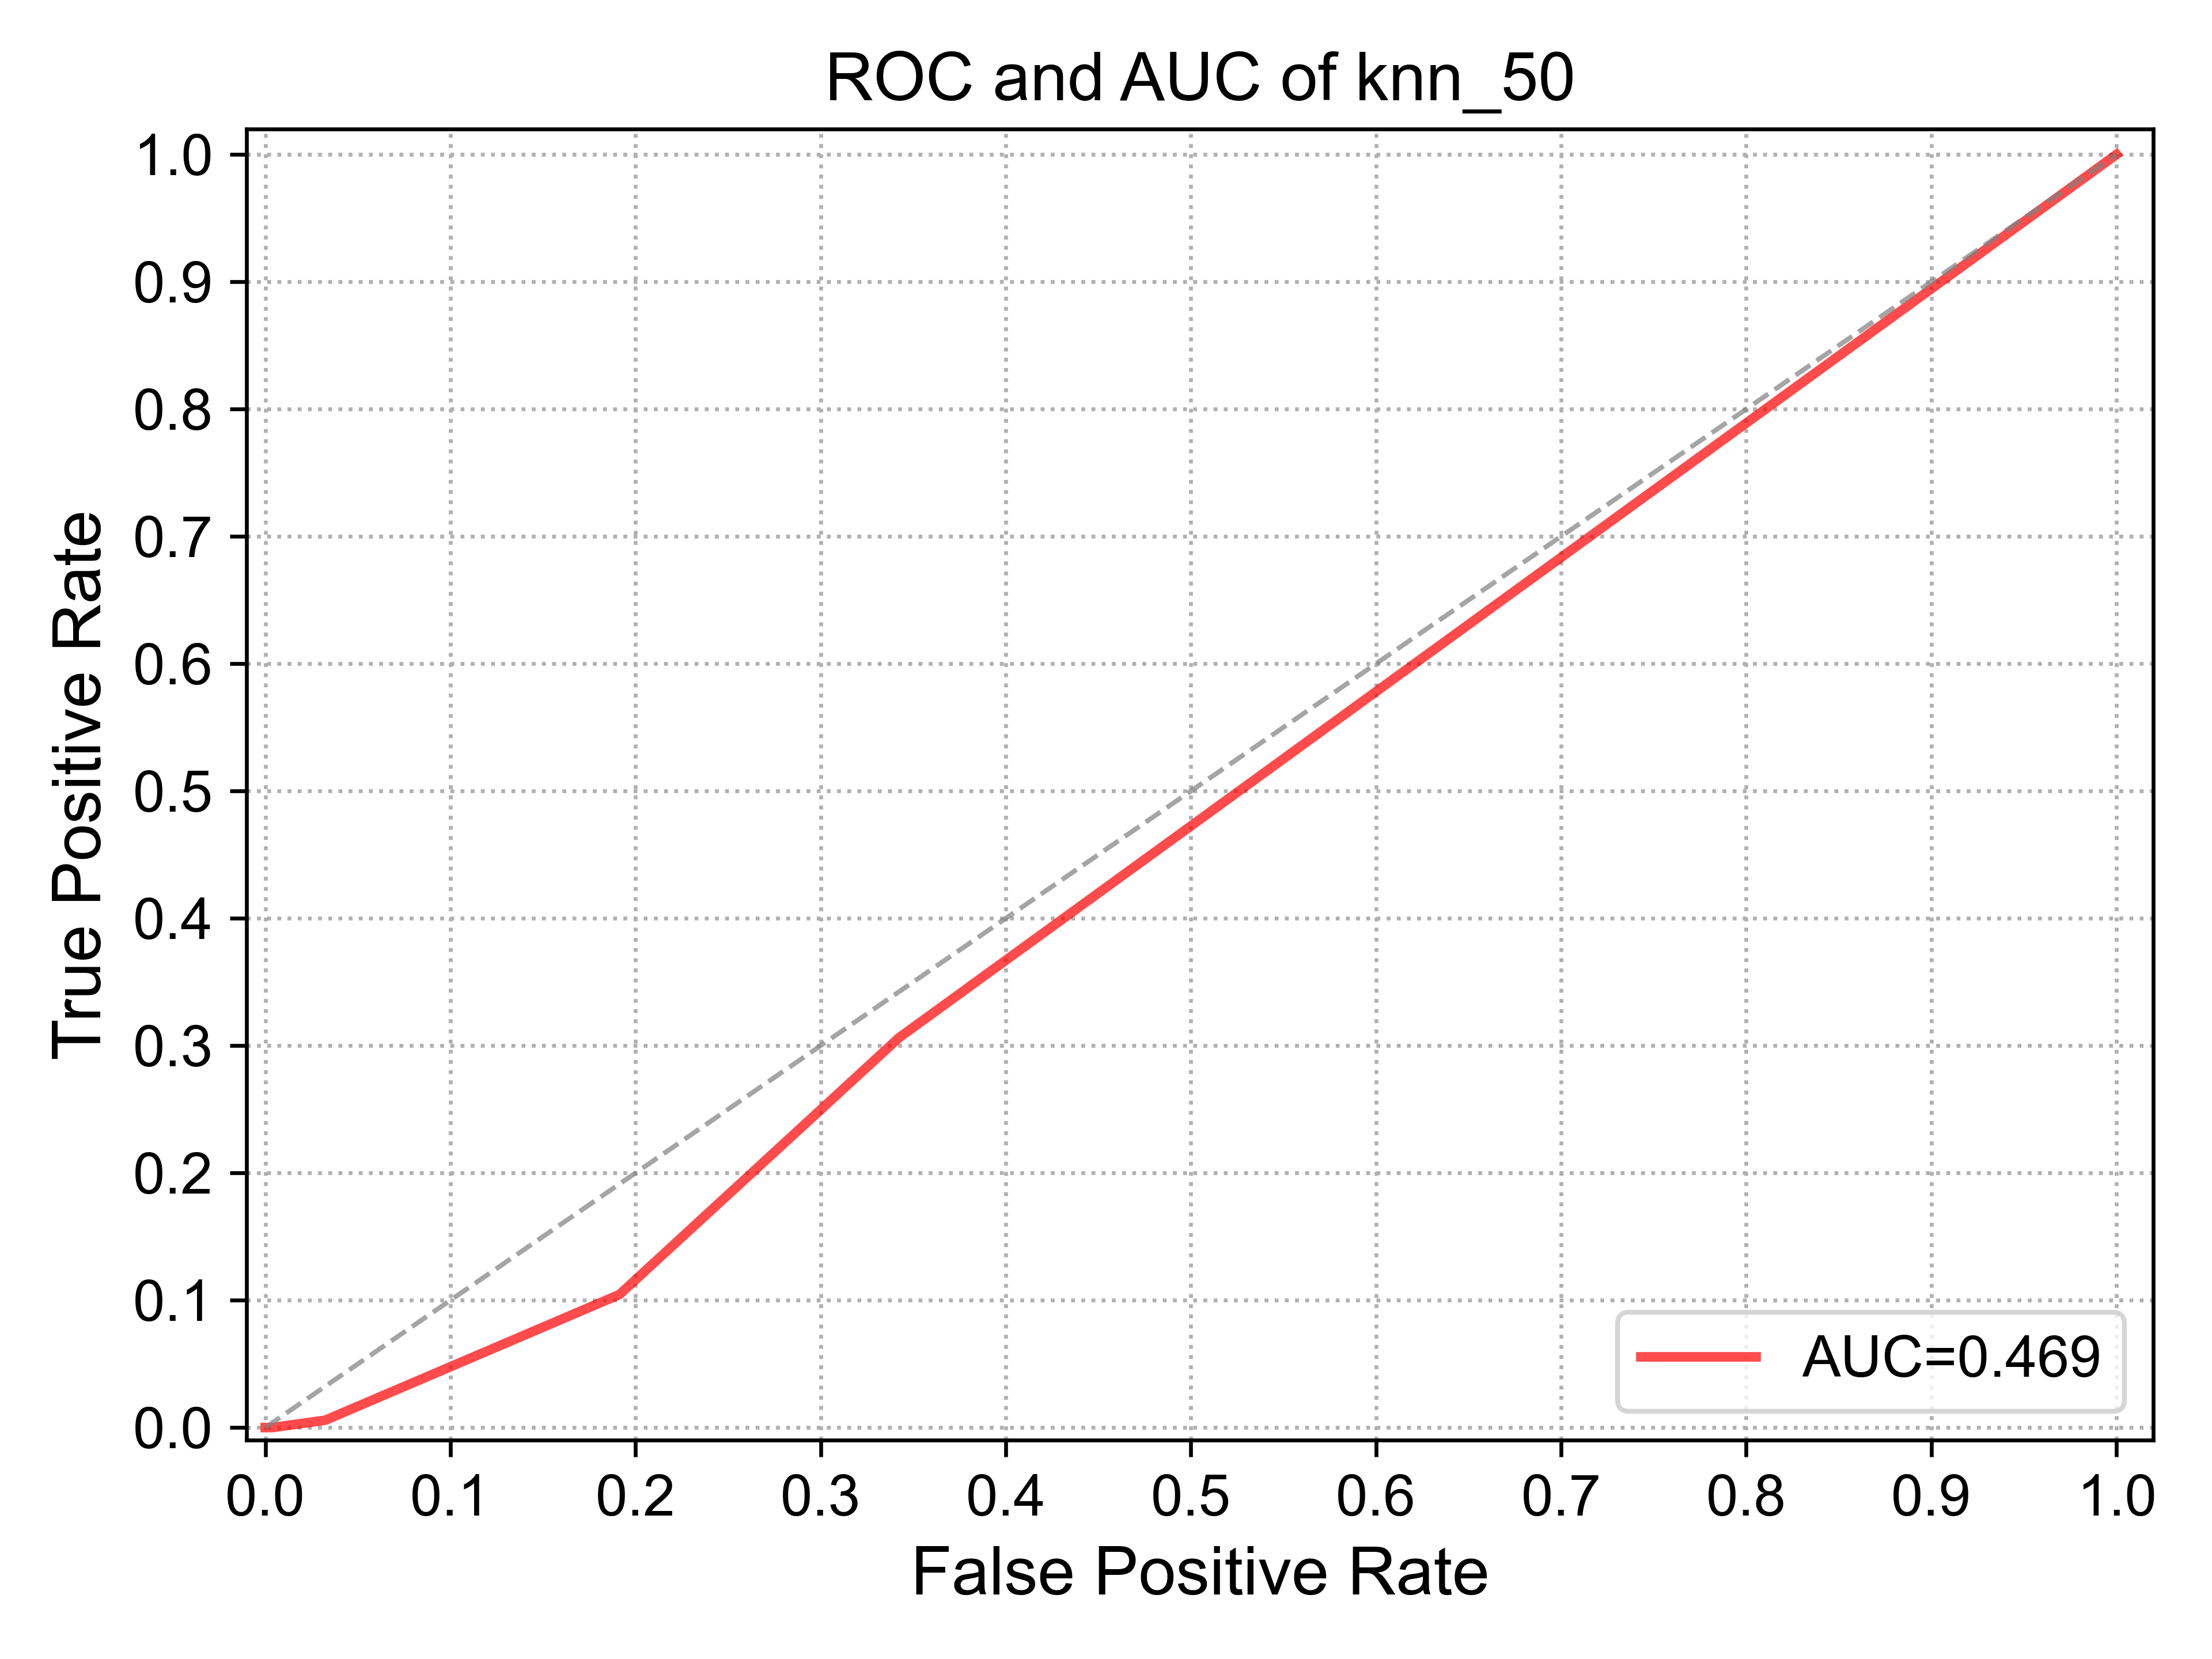 ROC and AUC of knn_50
1.0
0.9
0.8
0.7
0.6
0.5
0.4
0.3
0.2
0.1
0.0
True Positive Rate
AUC=0.469
0.0 0.1 0.2 0.3 0.4 0.5 0.6 0.7 0.8 0.9 1.0
False Positive Rate